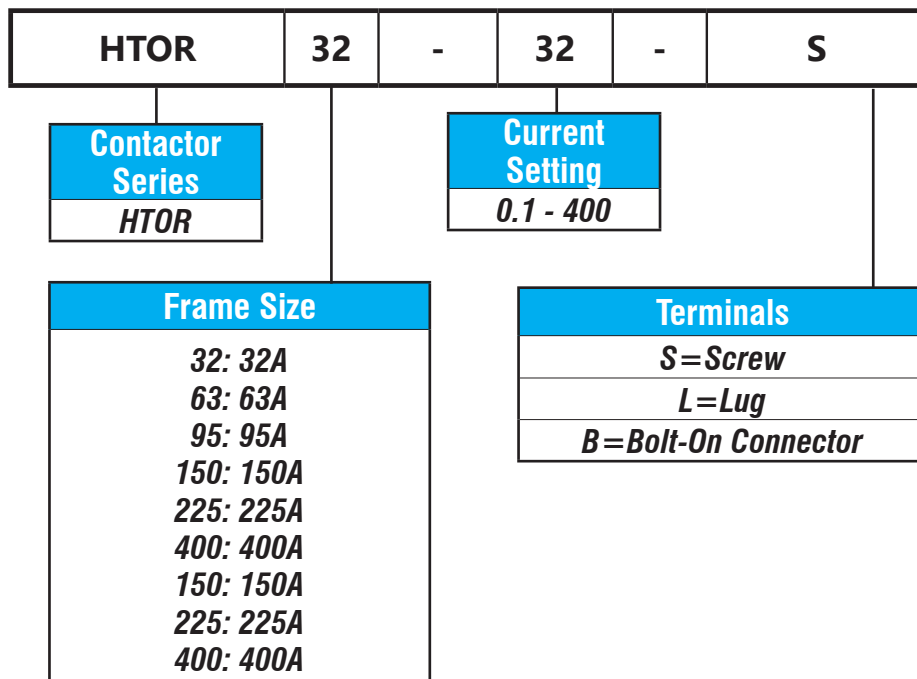 HTOR 32 - 32 - S
Contactor
Series
HTOR
Current
Setting
0.1 - 400
Frame Size
32: 32A
63: 63A
95: 95A
150: 150A
225: 225A
400: 400A
150: 150A
225: 225A
400: 400A
Terminals
S=Screw
L=Lug
B=Bolt-On Connector